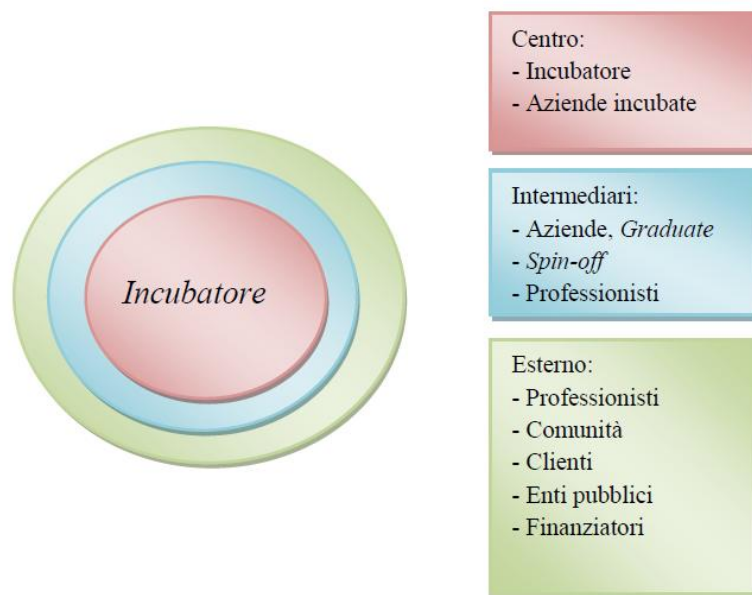 Incubatore
Centro:
- Incubatore
- Aziende incubate
Intermediari:
- Aziende, Graduate
- Spin-off
- Professionisti
Esterno:
- Professionisti
- Comunità
- Clienti
- Enti pubblici
- Finanziatori